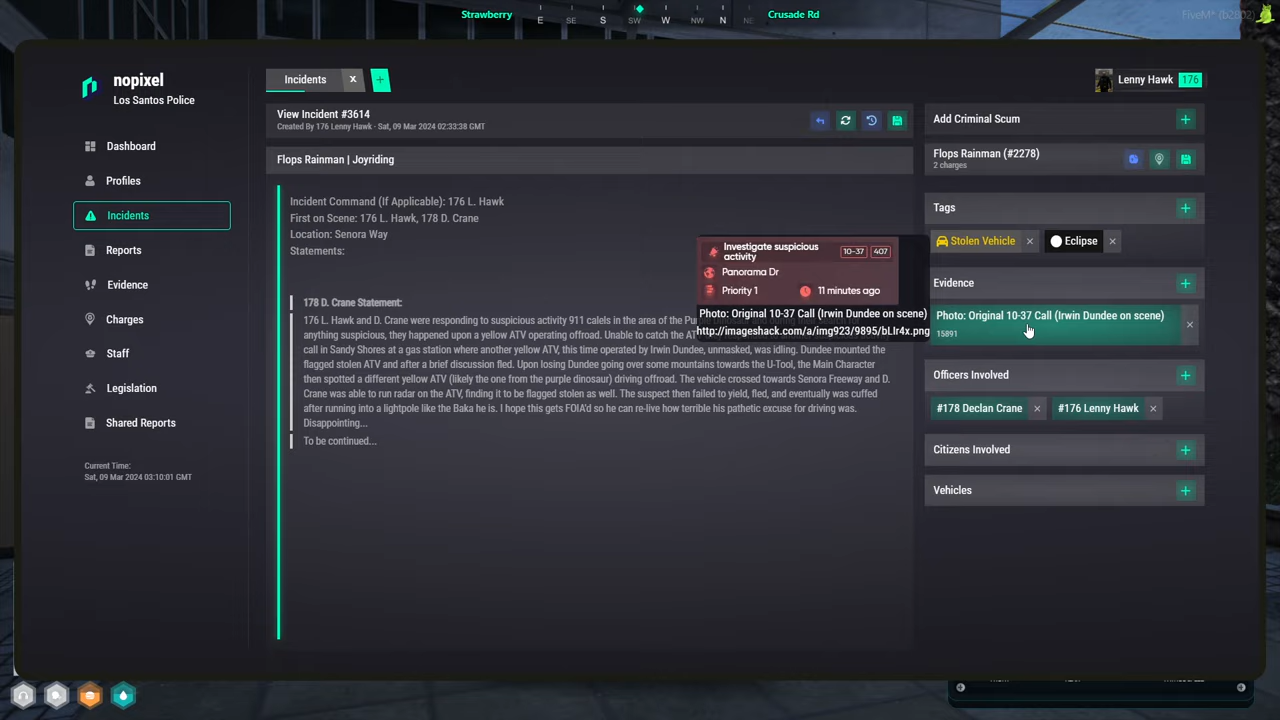 Strawberry
E SE S SW W NW N NE
Crusade Rd
FiveM* (b2802)
nopixel
Los Santos Police
Incidents x +
Lenny Hawk 176
View Incident #3614
Created By 176 Lenny Hawk · Sat, 09 Mar 2024 02:33:38 GMT
Flops Rainman | Joyriding
Dashboard
Profiles
Incidents
Reports
Evidence
Charges
Staff
Legislation
Shared Reports
Current Time:
Sat, 09 Mar 2024 03:10:01 GMT
Incident Command (If Applicable): 176 L. Hawk
First on Scene: 176 L. Hawk, 178 D. Crane
Location: Senora Way
Statements:
178 D. Crane Statement:
176 L. Hawk and D. Crane were responding to suspicious activity 911 calels in the area of the
anything suspicious, they happened upon a yellow ATV operating offroad. Unable to catch the
call in Sandy Shores at a gas station where another yellow ATV, this time operated by Irwin Dundee, unmasked, was idling. Dundee mounted the
flagged stolen ATV and after a brief discussion fled. Upon losing Dundee going over some mountains towards the U-Tool, the Main Character
then spotted a different yellow ATV (likely the one from the purple dinosaur) driving offroad. The vehicle crossed towards Senora Freeway and D.
Crane was able to run radar on the ATV, finding it to be flagged stolen as well. The suspect then failed to yield, fled, and eventually was cuffed
after running into a lightpole like the Baka he is. I hope this gets FOIA'd so he can re-live how terrible his pathetic excuse for driving was.
Disappointing...
To be continued...
Investigate suspicious
activity
10-37 407
Panorama Dr
Priority 1 11 minutes ago
Photo: Original 10-37 Call (Irwin Dundee on scene)
http://imageshack.com/a/img923/9895/bLIr4x.png
Add Criminal Scum +
Flops Rainman (#2278)
2 charges
Tags +
Stolen Vehicle x Eclipse x
Evidence +
Photo: Original 10-37 Call (Irwin Dundee on scene)
15891 x
Officers Involved +
#178 Declan Crane x #176 Lenny Hawk x
Citizens Involved +
Vehicles +